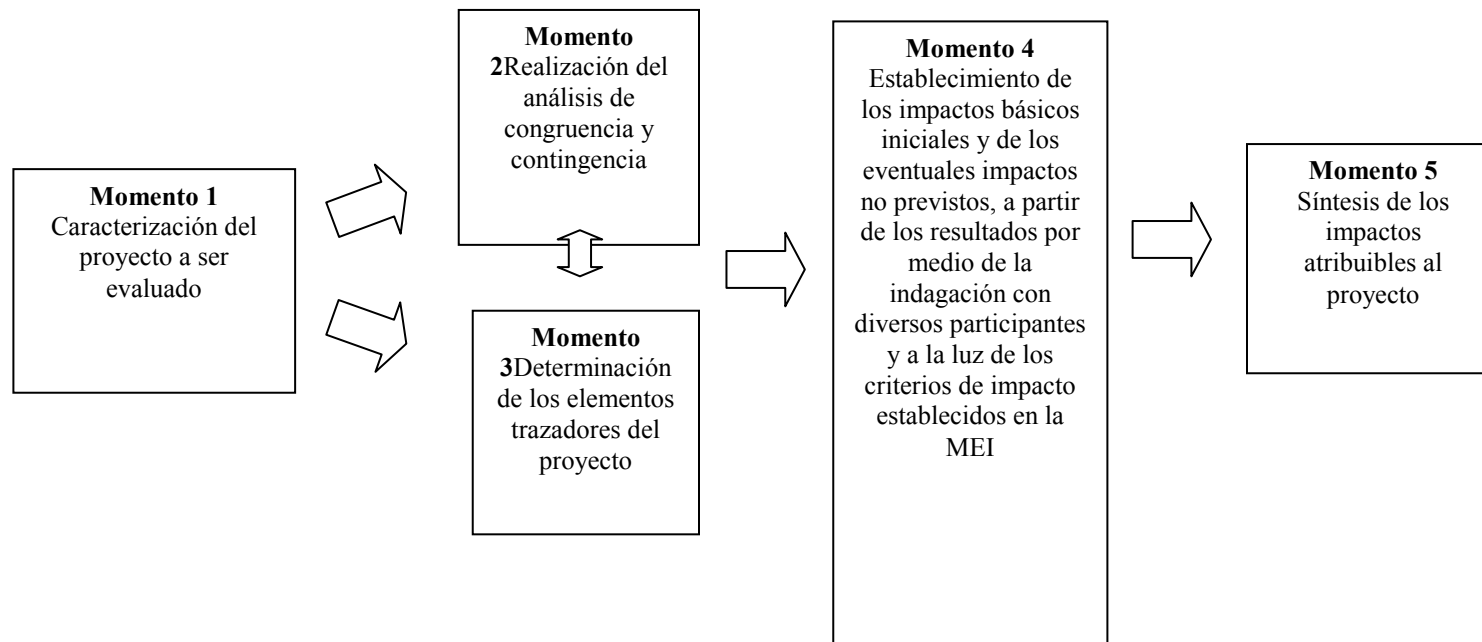 Momento 1
Caracterización del
proyecto a ser
evaluado
Momento
2Realización del
análisis de
congruencia y
contingencia
Momento
3Determinación
de los elementos
trazadores del
proyecto
Momento 4
Establecimiento de
los impactos básicos
iniciales y de los
eventuales impactos
no previstos, a partir
de los resultados por
medio de la
indagación con
diversos participantes
y a la luz de los
criterios de impacto
establecidos en la
MEI
Momento 5
Síntesis de los
impactos
atribuibles al
proyecto